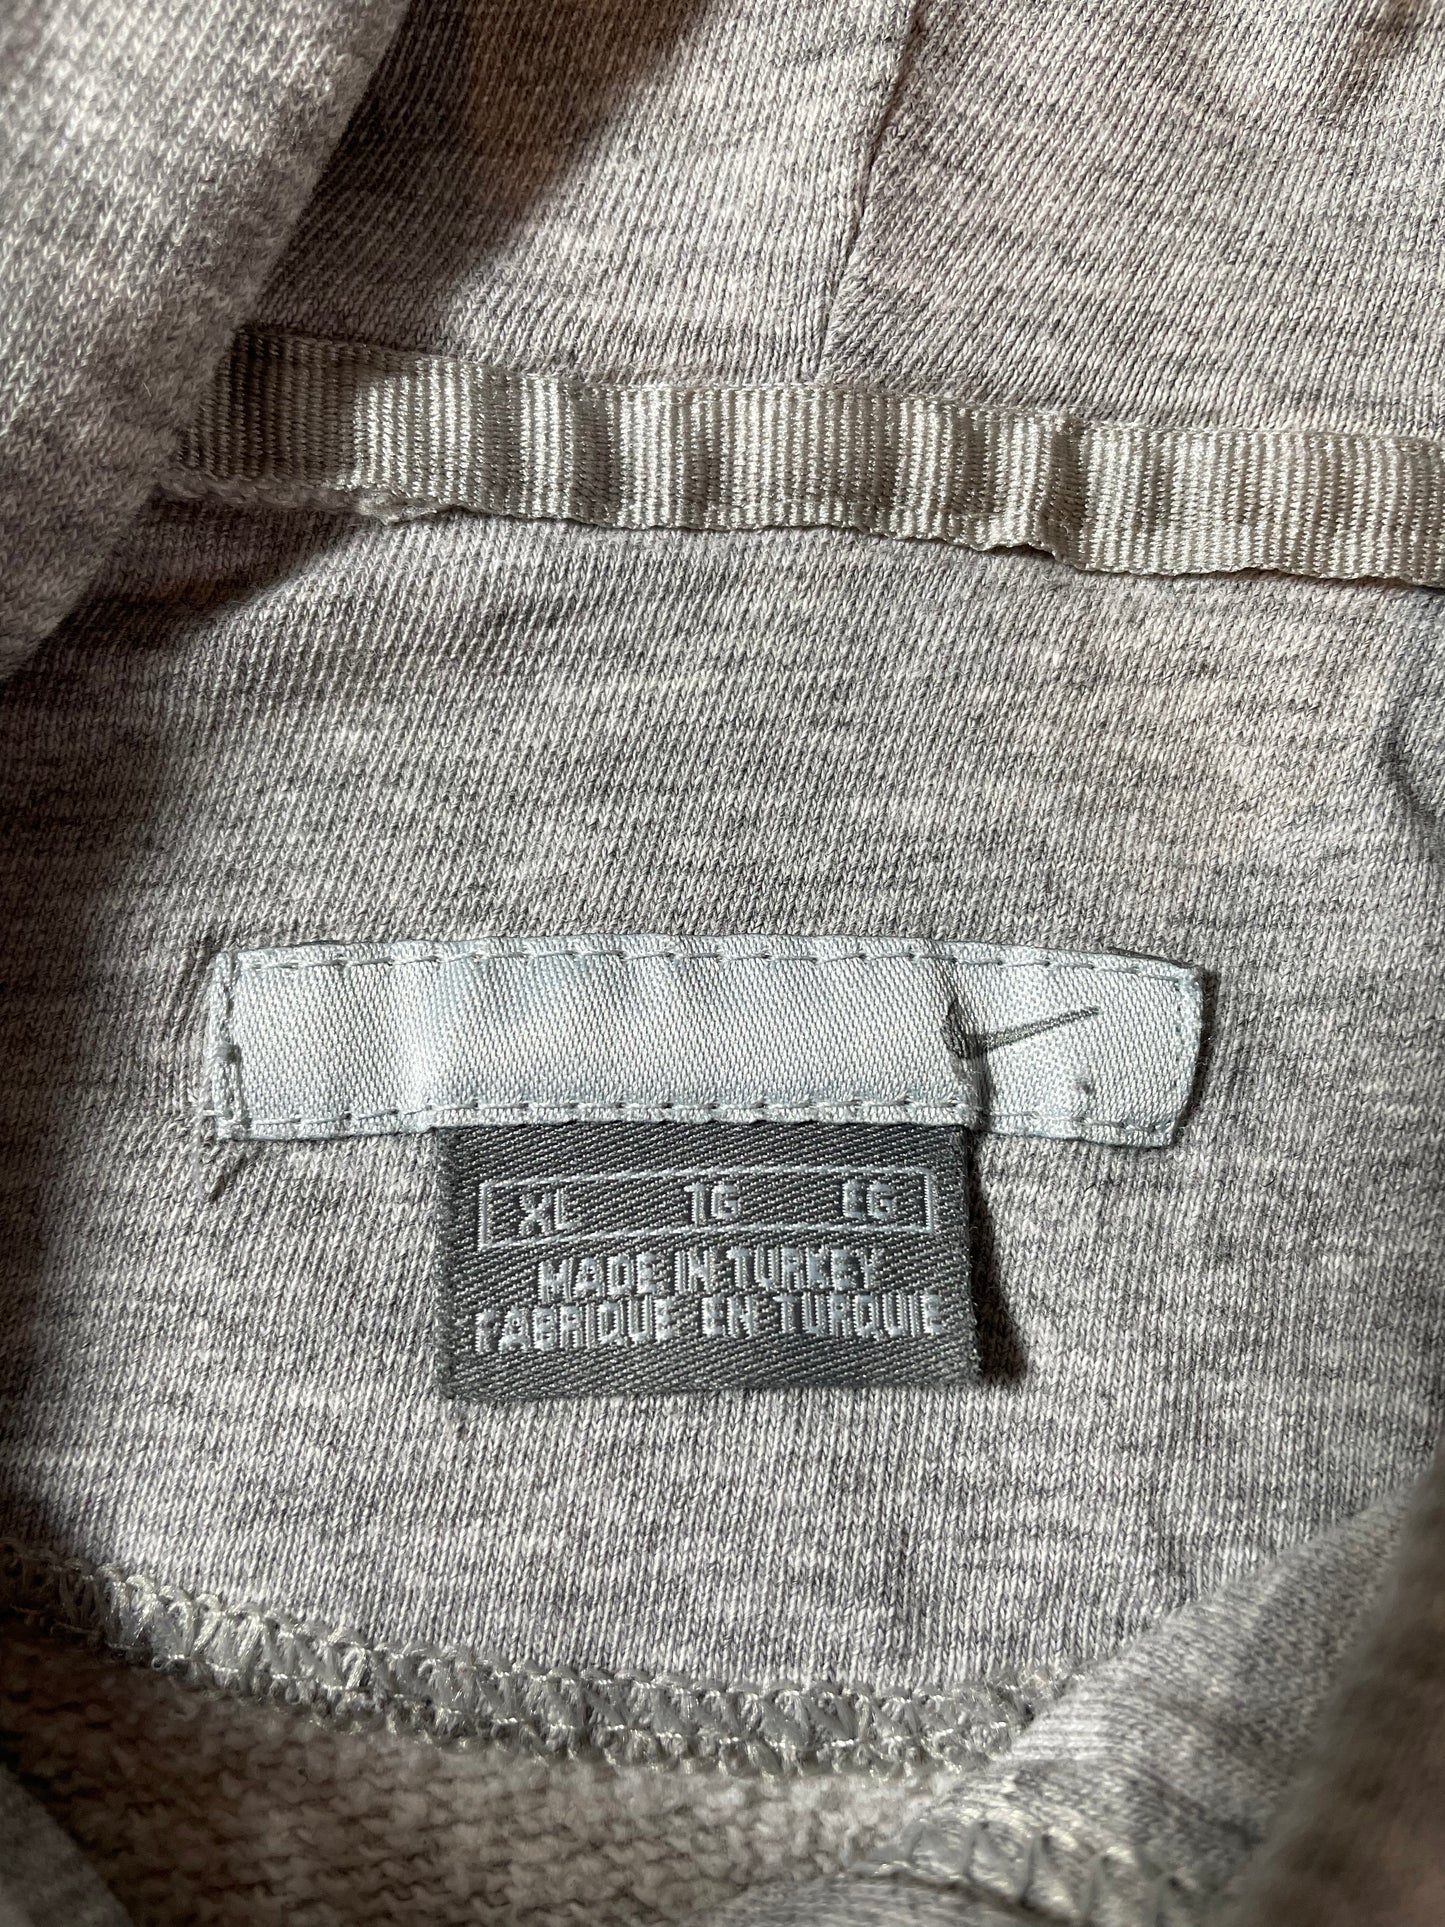 XL TG EG
MADE IN TURKEY
FABRIQUE EN TURQUIE